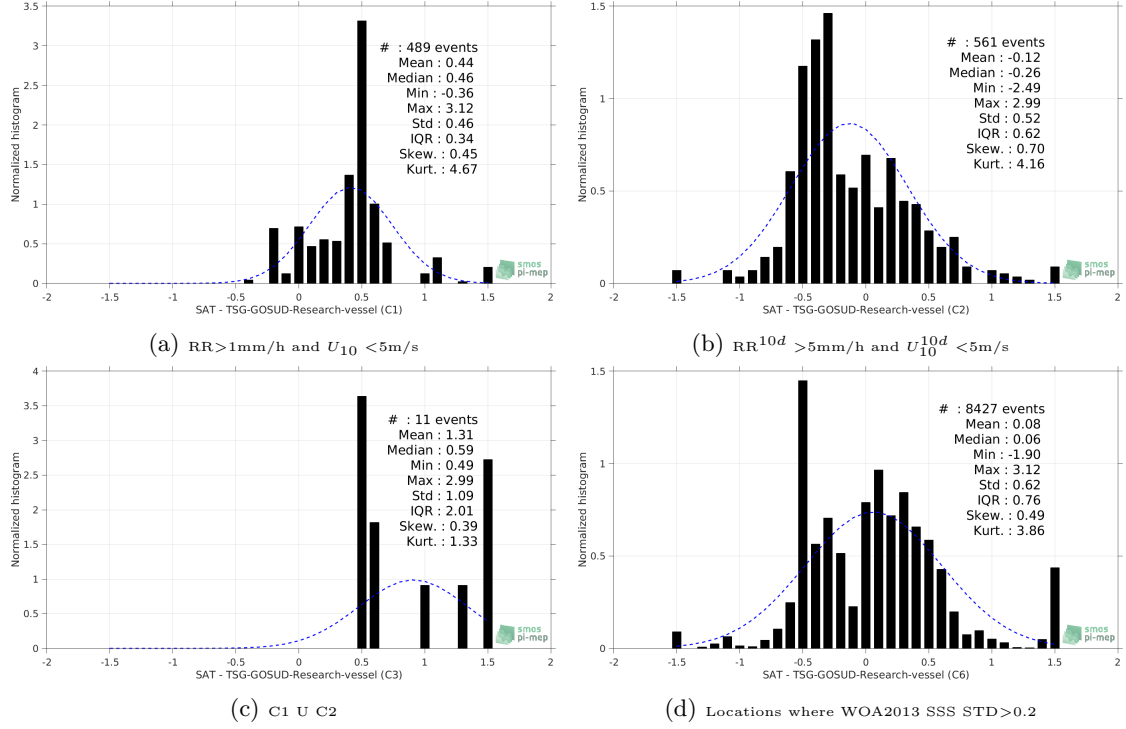 3.5
3
2.5
2
1.5
1
0.5
0
Normalized histogram
# : 489 events
Mean : 0.44
Median : 0.46
Min : -0.36
Max : 3.12
Std : 0.46
IQR : 0.34
Skew. : 0.45
Kurt. : 4.67
smos
pi-mep
-2 -1.5 -1 -0.5 0 0.5 1 1.5 2
SAT - TSG-GOSUD-Research-vessel (C1)
(a) RR>1mm/h and U10 <5m/s
1.5
1
0.5
0
Normalized histogram
# : 561 events
Mean : -0.12
Median : -0.26
Min : -2.49
Max : 2.99
Std : 0.52
IQR : 0.62
Skew. : 0.70
Kurt. : 4.16
smos
pi-mep
-2 -1.5 -1 -0.5 0 0.5 1 1.5 2
SAT - TSG-GOSUD-Research-vessel (C2)
(b) RR^10d >5mm/h and U10^10d <5m/s
4
3.5
3
2.5
2
1.5
1
0.5
0
Normalized histogram
# : 11 events
Mean : 1.31
Median : 0.59
Min : 0.49
Max : 2.99
Std : 1.09
IQR : 2.01
Skew. : 0.39
Kurt. : 1.33
smos
pi-mep
-2 -1.5 -1 -0.5 0 0.5 1 1.5 2
SAT - TSG-GOSUD-Research-vessel (C3)
(c) C1 U C2
1.5
1
0.5
0
Normalized histogram
# : 8427 events
Mean : 0.08
Median : 0.06
Min : -1.90
Max : 3.12
Std : 0.62
IQR : 0.76
Skew. : 0.49
Kurt. : 3.86
smos
pi-mep
-2 -1.5 -1 -0.5 0 0.5 1 1.5 2
SAT - TSG-GOSUD-Research-vessel (C6)
(d) Locations where WOA2013 SSS STD>0.2